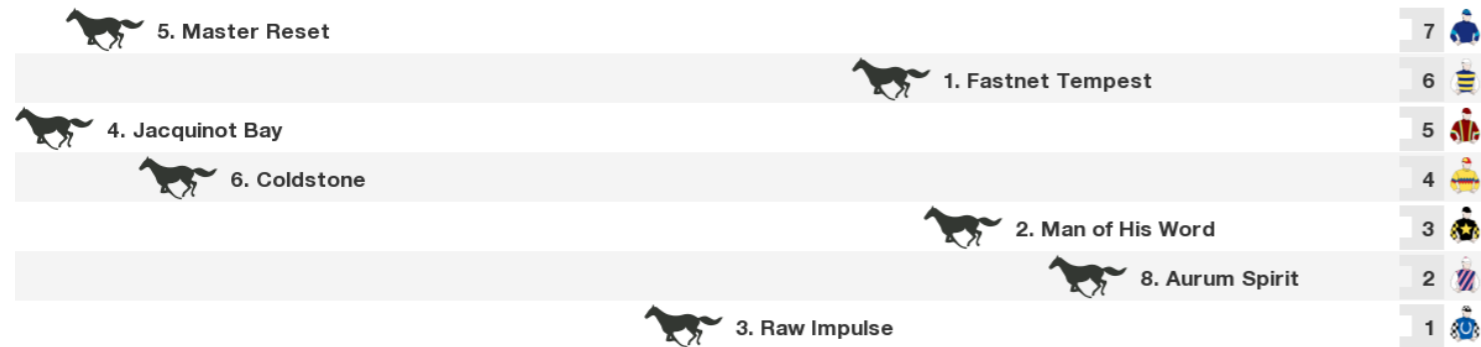 5. Master Reset 7
1. Fastnet Tempest 6
4. Jacquinot Bay 5
6. Coldstone 4
2. Man of His Word 3
8. Aurum Spirit 2
3. Raw Impulse 1